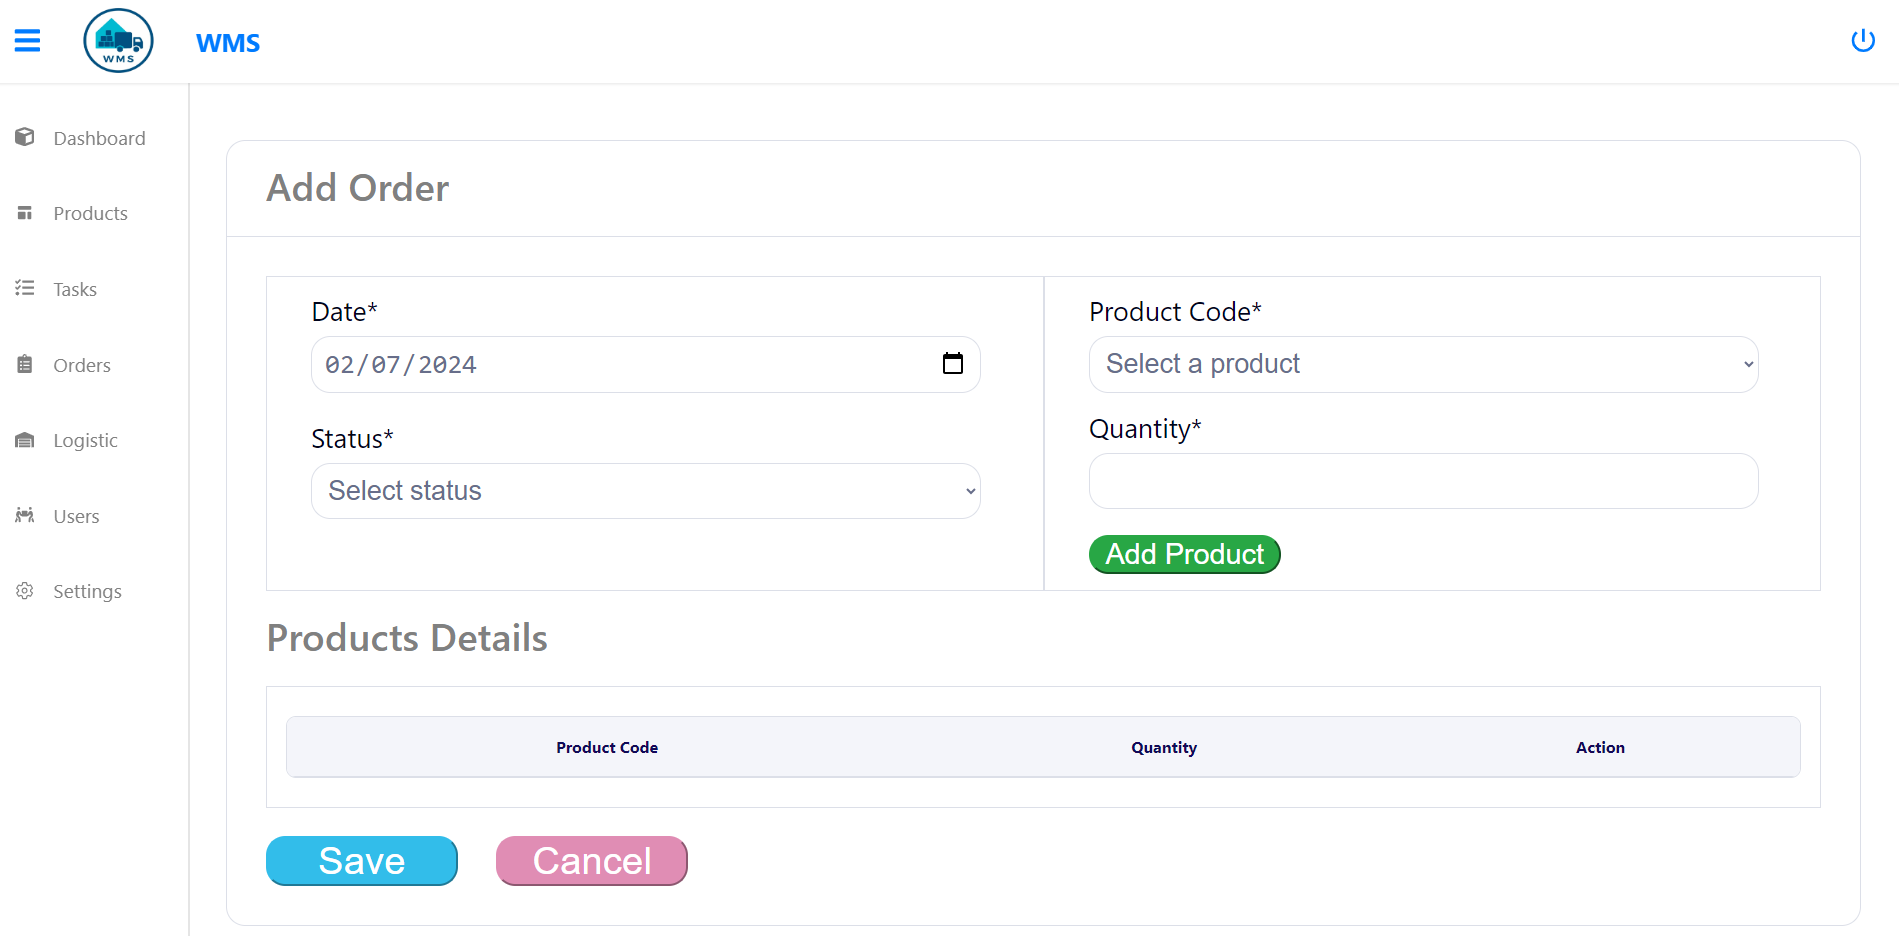 WMS
WMS
Dashboard
Products
Tasks
Orders
Logistic
Users
Settings
Add Order
Date*
02/07/2024
Status*
Select status
Product Code*
Select a product
Quantity*
Add Product
Products Details
Product Code Quantity Action
Save Cancel